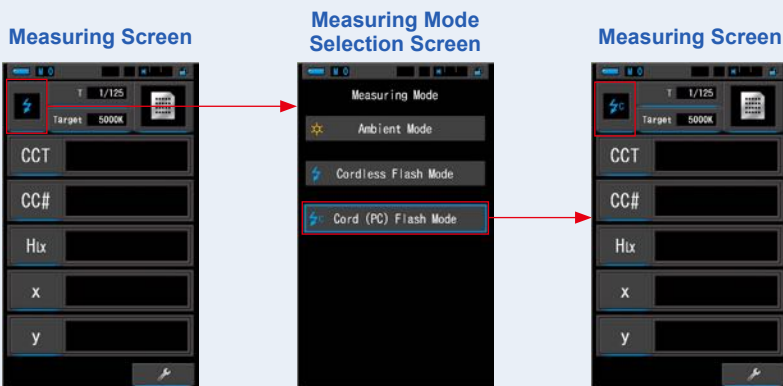 Measuring Screen
T 1/125
Target 5000K
CCT
CC#
Hlx
x
y
Measuring Mode
Selection Screen
Measuring Mode
Ambient Mode
Cordless Flash Mode
C Cord (PC) Flash Mode
Measuring Screen
C
T 1/125
Target 5000K
CCT
CC#
Hlx
x
y